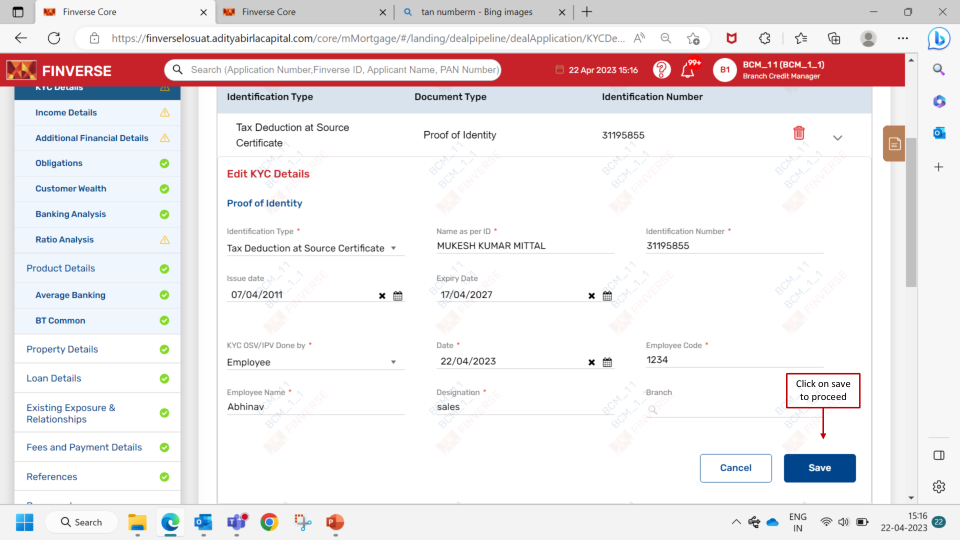 Finverse Core
Finverse Core
tan numberm - Bing images
https://finverselosuat.adityabirlacapital.com/core/mMortgage/#/landing/dealpipeline/dealApplication/KYCDe...
FINVERSE
Search (Application Number,Finverse ID, Applicant Name, PAN Number)
22 Apr 2023 15:16
99+
B1
BCM_1 1 (BCM_1_1)
Branch Credit Manager
KYC Details
Income Details
Additional Financial Details
Obligations
Customer Wealth
Banking Analysis
Ratio Analysis
Product Details
Average Banking
BT Common
Property Details
Loan Details
Existing Exposure &
Relationships
Fees and Payment Details
References
Identification Type
Document Type
Identification Number
Tax Deduction at Source
Certificate
Proof of Identity
31195855
Edit KYC Details
Proof of Identity
Identification Type *
Name as per ID *
Identification Number *
Tax Deduction at Source Certificate
MUKESH KUMAR MITTAL
31195855
Issue date
Expiry Date
07/04/2011
17/04/2027
KYC OSV/IPV Done by *
Date *
Employee Code *
Employee
22/04/2023
1234
Employee Name *
Designation *
Branch
Abhinav
sales
Click on save
to proceed
Cancel
Save
Search
ENG
IN
15:16
22-04-2023
22